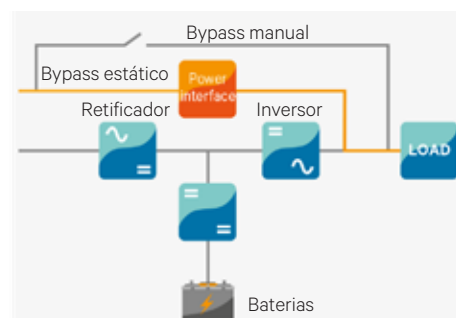 Bypass manual
Bypass estático
Power
interface
Retificador
Inversor
LOAD
Baterias